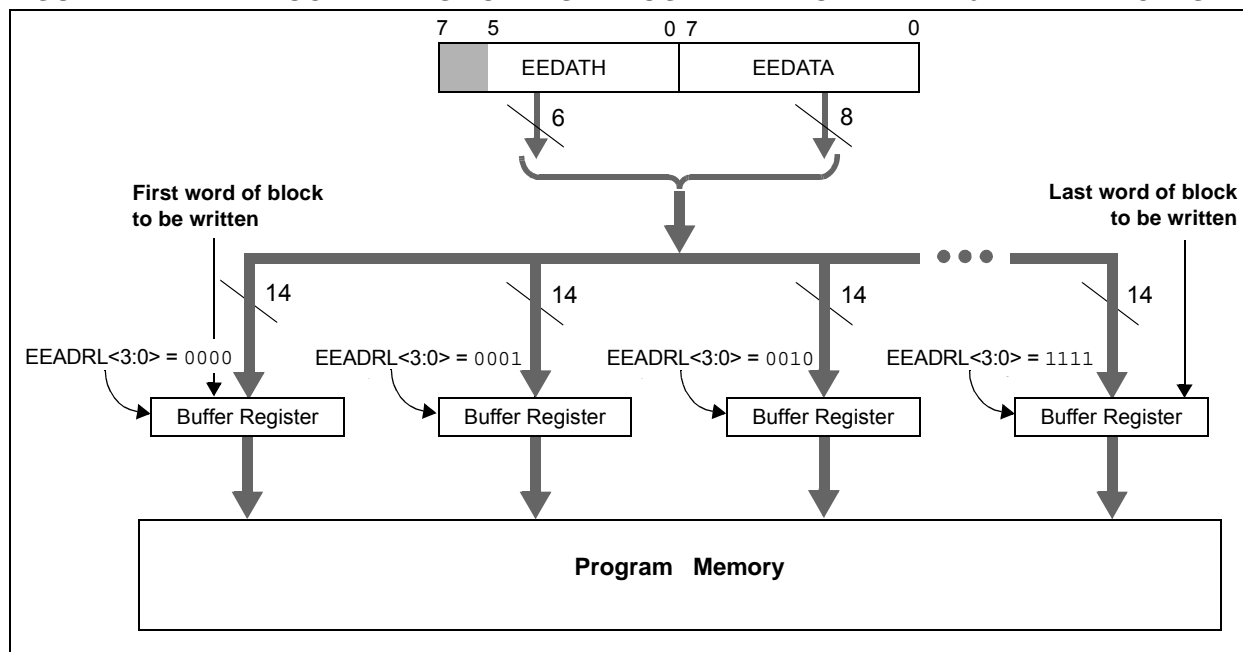 7 5 0 7 0
EEDATH EEDATA
6 8
First word of block
to be written
Last word of block
to be written
14 14 14 14
EEADRL<3:0> = 0000 EEADRL<3:0> = 0001 EEADRL<3:0> = 0010 EEADRL<3:0> = 1111
Buffer Register Buffer Register Buffer Register Buffer Register
Program Memory